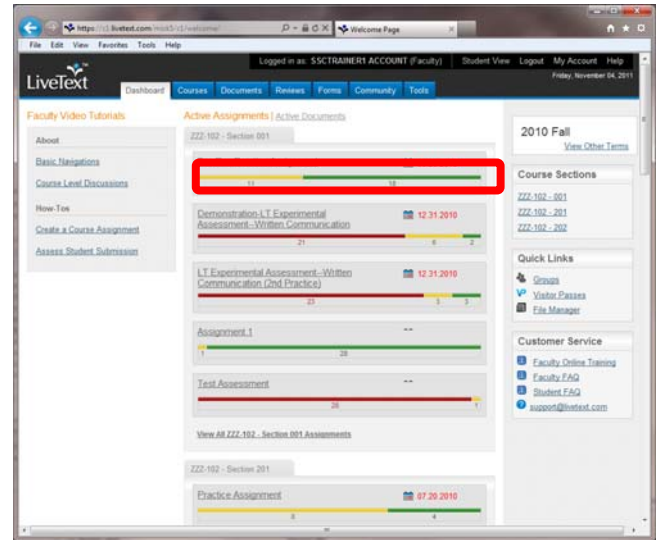 Welcome Page
File Edit View Favorites Tools Help
Logged in as: SSCTRAINER1 ACCOUNT (Faculty) Student View Logout My Account Help
Friday, November 04, 2011
LiveText™
Dashboard Courses Documents Reviews Forms Community Tools
Faculty Video Tutorials
About
Basic Navigations
Course Level Discussions
How-Tos
Create a Course Assignment
Assess Student Submission
Active Assignments | Active Documents
ZZZ-102 - Section 001
11 18
Demonstration-LT Experimental 12.31.2010
Assessment--Written Communication
21 6 2
LT Experimental Assessment--Written 12.31.2010
Communication (2nd Practice)
23 3 3
Assignment 1 --
1 28
Test Assessment --
28 1
View All ZZZ-102 - Section 001 Assignments
ZZZ-102 - Section 201
Practice Assignment 07.20.2010
6 4
2010 Fall
View Other Terms
Course Sections
ZZZ-102 - 001
ZZZ-102 - 201
ZZZ-102 - 202
Quick Links
Groups
Visitor Passes
File Manager
Customer Service
Faculty Online Training
Faculty FAQ
Student FAQ
support@livetext.com